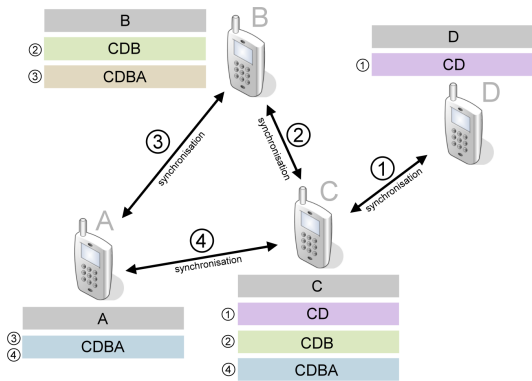 B
② CDB
③ CDBA
B
D
① CD
D
③
synchronisation
②
synchronisation
①
synchronisation
A
C
④
synchronisation
A
③
④ CDBA
C
① CD
② CDB
④ CDBA